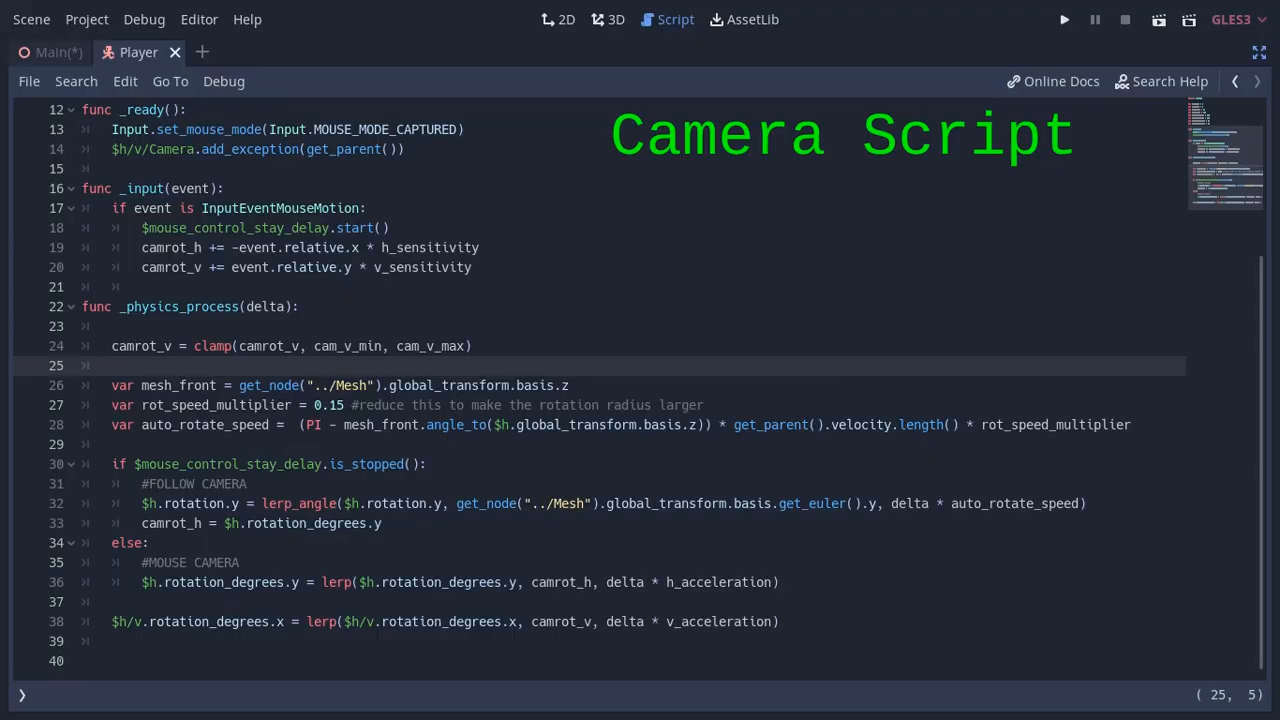 Scene Project Debug Editor Help 2D 3D Script AssetLib GLES3
Main(*) Player
File Search Edit Go To Debug Online Docs Search Help
Camera Script
12 func _ready():
13 Input.set_mouse_mode(Input.MOUSE_MODE_CAPTURED)
14 $h/v/Camera.add_exception(get_parent())
15
16 func _input(event):
17 if event is InputEventMouseMotion:
18 $mouse_control_stay_delay.start()
19 camrot_h += -event.relative.x * h_sensitivity
20 camrot_v += event.relative.y * v_sensitivity
21
22 func _physics_process(delta):
23
24 camrot_v = clamp(camrot_v, cam_v_min, cam_v_max)
25
26 var mesh_front = get_node("../Mesh").global_transform.basis.z
27 var rot_speed_multiplier = 0.15 #reduce this to make the rotation radius larger
28 var auto_rotate_speed =  (PI - mesh_front.angle_to($h.global_transform.basis.z)) * get_parent().velocity.length() * rot_speed_multiplier
29
30 if $mouse_control_stay_delay.is_stopped():
31 #FOLLOW CAMERA
32 $h.rotation.y = lerp_angle($h.rotation.y, get_node("../Mesh").global_transform.basis.get_euler().y, delta * auto_rotate_speed)
33 camrot_h = $h.rotation_degrees.y
34 else:
35 #MOUSE CAMERA
36 $h.rotation_degrees.y = lerp($h.rotation_degrees.y, camrot_h, delta * h_acceleration)
37
38 $h/v.rotation_degrees.x = lerp($h/v.rotation_degrees.x, camrot_v, delta * v_acceleration)
39
40
( 25, 5)